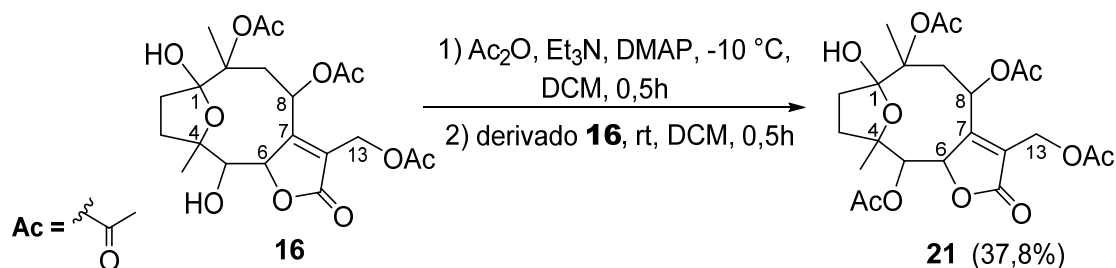 OAc
HO
OAc
8
1
O
4
7
6
13
OAc
HO
O
O
Ac =
O
16
1) Ac₂O, Et₃N, DMAP, -10 °C,
DCM, 0,5h
2) derivado 16, rt, DCM, 0,5h
OAc
HO
OAc
8
1
O
4
7
6
13
OAc
AcO
O
O
21 (37,8%)